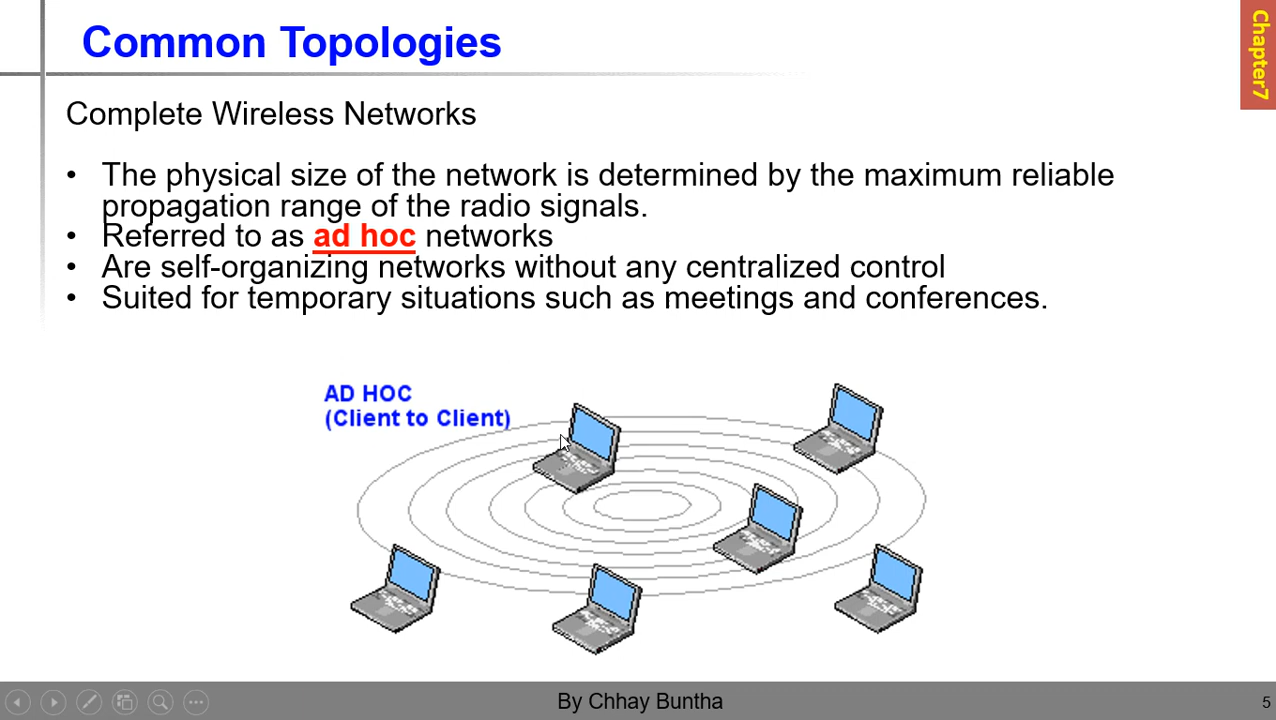 Common Topologies
Chapter7
Complete Wireless Networks
• The physical size of the network is determined by the maximum reliable
propagation range of the radio signals.
• Referred to as ad hoc networks
• Are self-organizing networks without any centralized control
• Suited for temporary situations such as meetings and conferences.
AD HOC
(Client to Client)
By Chhay Buntha
5